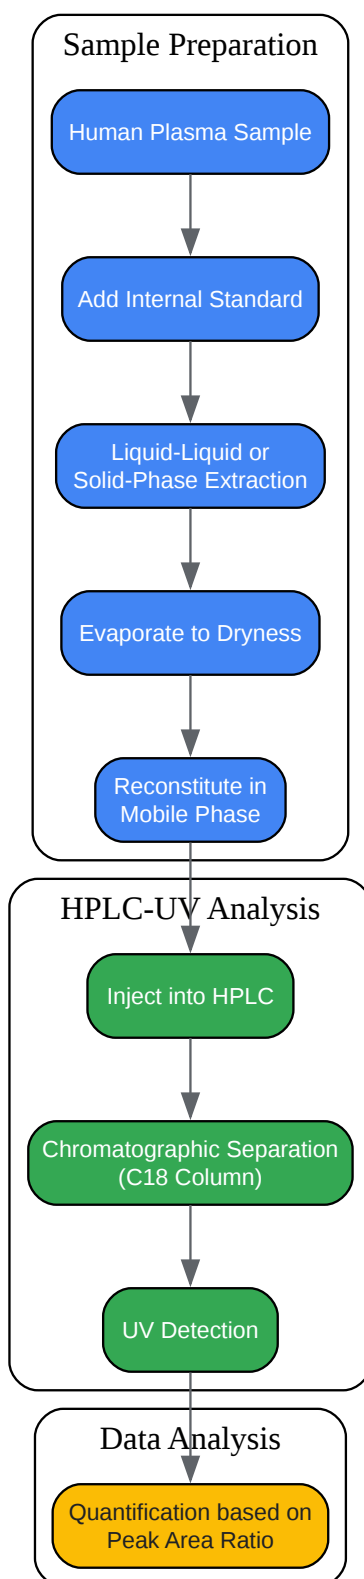 Sample Preparation
Human Plasma Sample
Add Internal Standard
Liquid-Liquid or
Solid-Phase Extraction
Evaporate to Dryness
Reconstitute in
Mobile Phase
HPLC-UV Analysis
Inject into HPLC
Chromatographic Separation
(C18 Column)
UV Detection
Data Analysis
Quantification based on
Peak Area Ratio